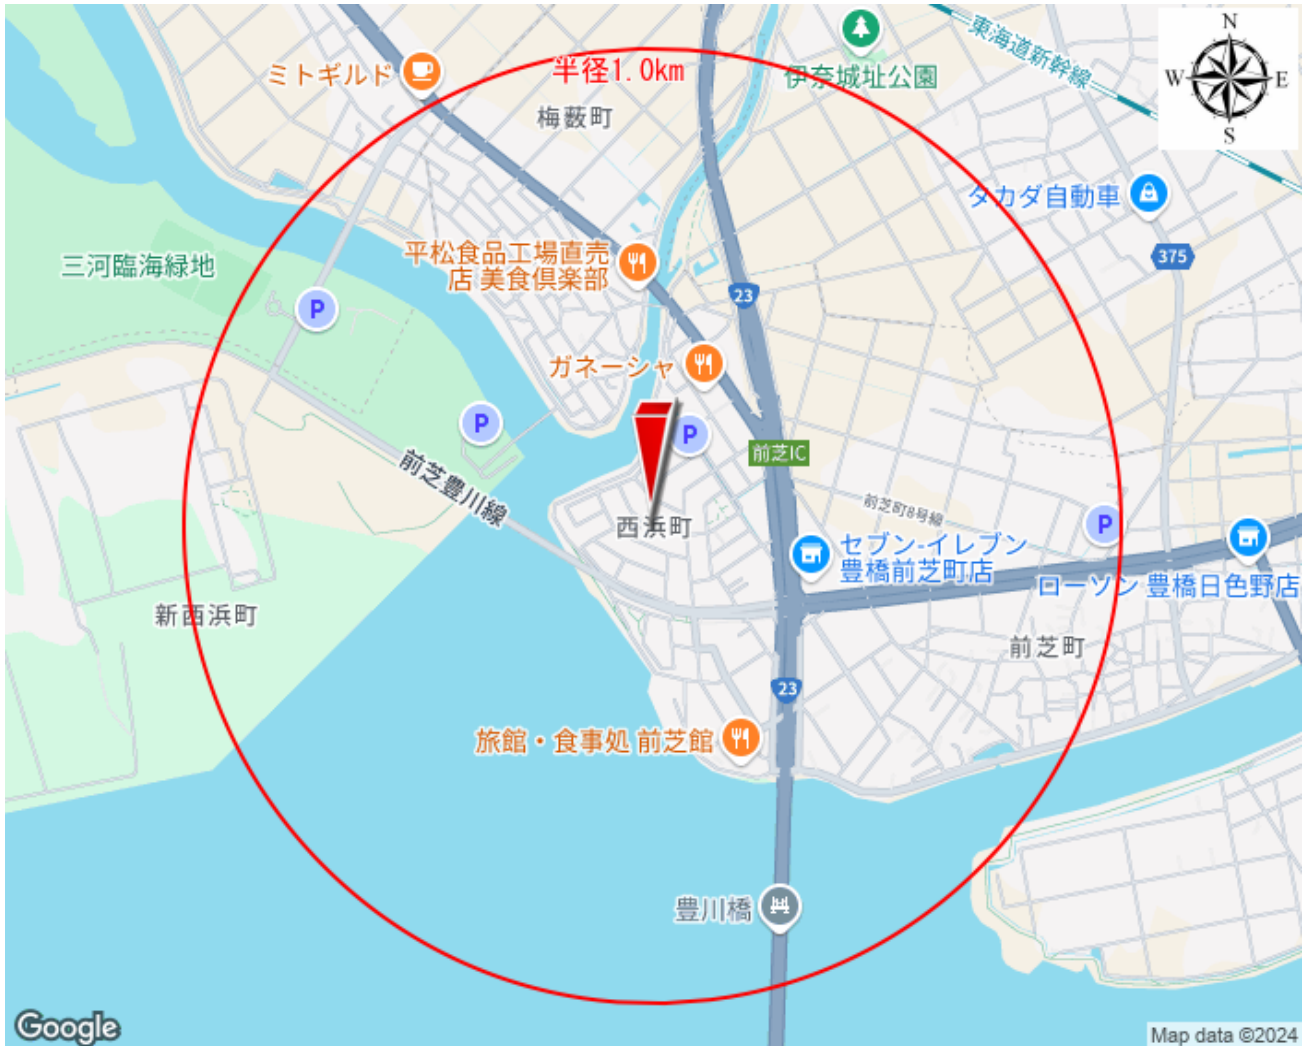 半径1.0km
ミトギルド
梅薮町
伊奈城址公園
東海道新幹線
N
W
E
S
タカダ自動車
375
三河臨海緑地
P
平松食品工場直売
店 美食倶楽部
23
ガネーシャ
P
P
前芝IC
前芝豊川線
西浜町
前芝町8号線
P
セブン-イレブン
豊橋前芝町店
ローソン 豊橋日色野店
新西浜町
前芝町
23
旅館・食事処 前芝館
豊川橋
Google
Map data ©2024